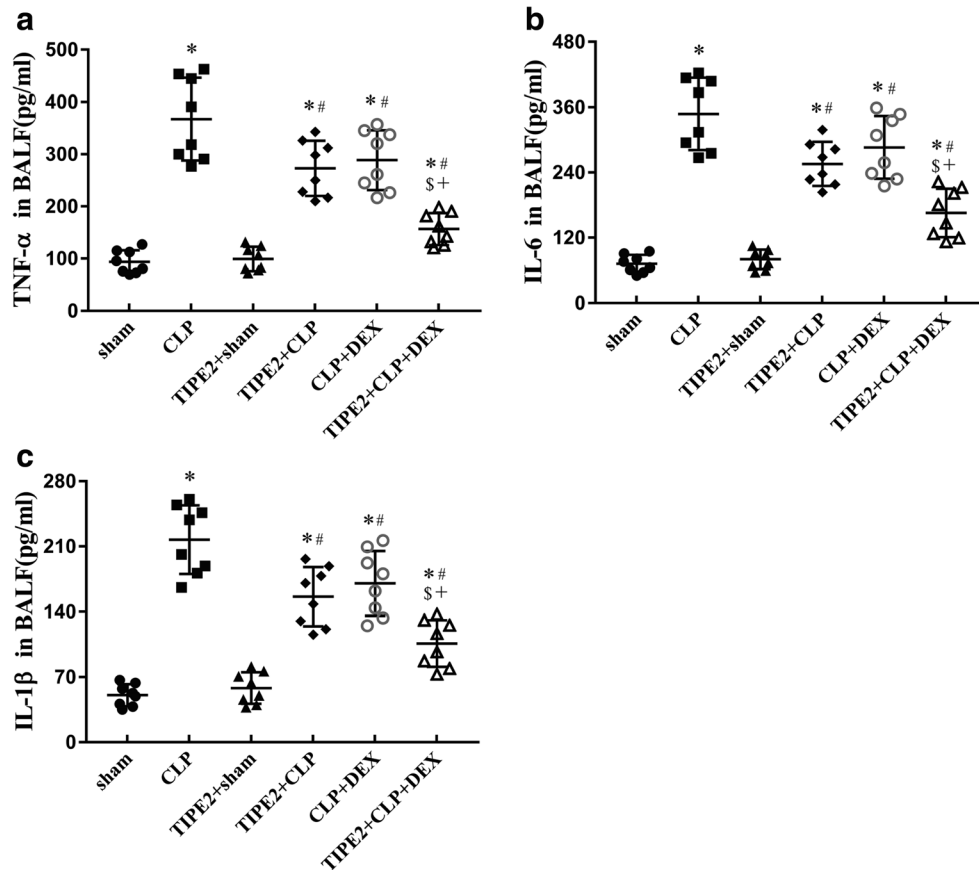 a
TNF-α in BALF(pg/ml)
500
400
300
200
100
0
*
*#
*#
*#
$+
sham
CLP
TIPE2+sham
TIPE2+CLP
CLP+DEX
TIPE2+CLP+DEX
b
IL-6 in BALF(pg/ml)
480
360
240
120
0
*
*#
*#
*#
$+
sham
CLP
TIPE2+sham
TIPE2+CLP
CLP+DEX
TIPE2+CLP+DEX
c
IL-1β in BALF(pg/ml)
280
210
140
70
0
*
*#
*#
*#
$+
sham
CLP
TIPE2+sham
TIPE2+CLP
CLP+DEX
TIPE2+CLP+DEX